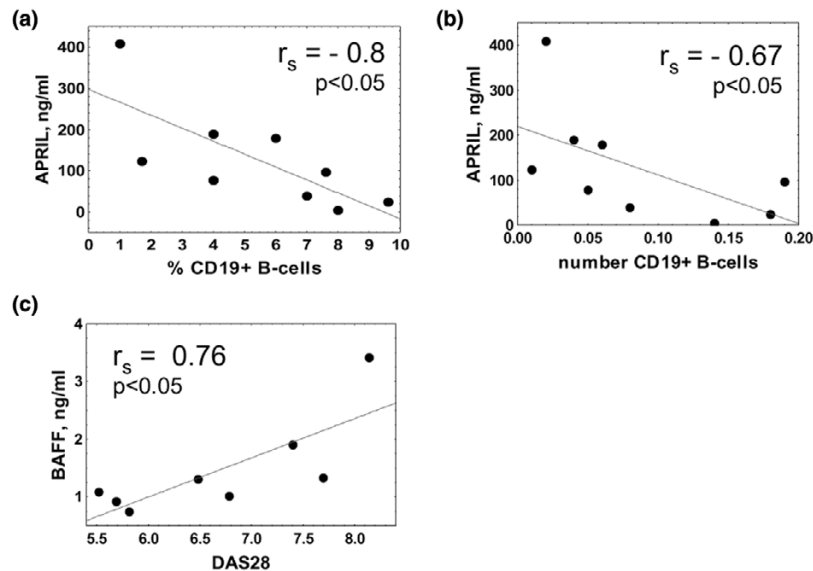 (a)
APRIL, ng/ml
400
300
200
100
0
r_s = - 0.8
p<0.05
0 1 2 3 4 5 6 7 8 9 10
% CD19+ B-cells
(b)
APRIL, ng/ml
400
300
200
100
0
r_s = - 0.67
p<0.05
0.00 0.05 0.10 0.15 0.20
number CD19+ B-cells
(c)
BAFF, ng/ml
4
3
2
1
r_s = 0.76
p<0.05
5.5 6.0 6.5 7.0 7.5 8.0
DAS28